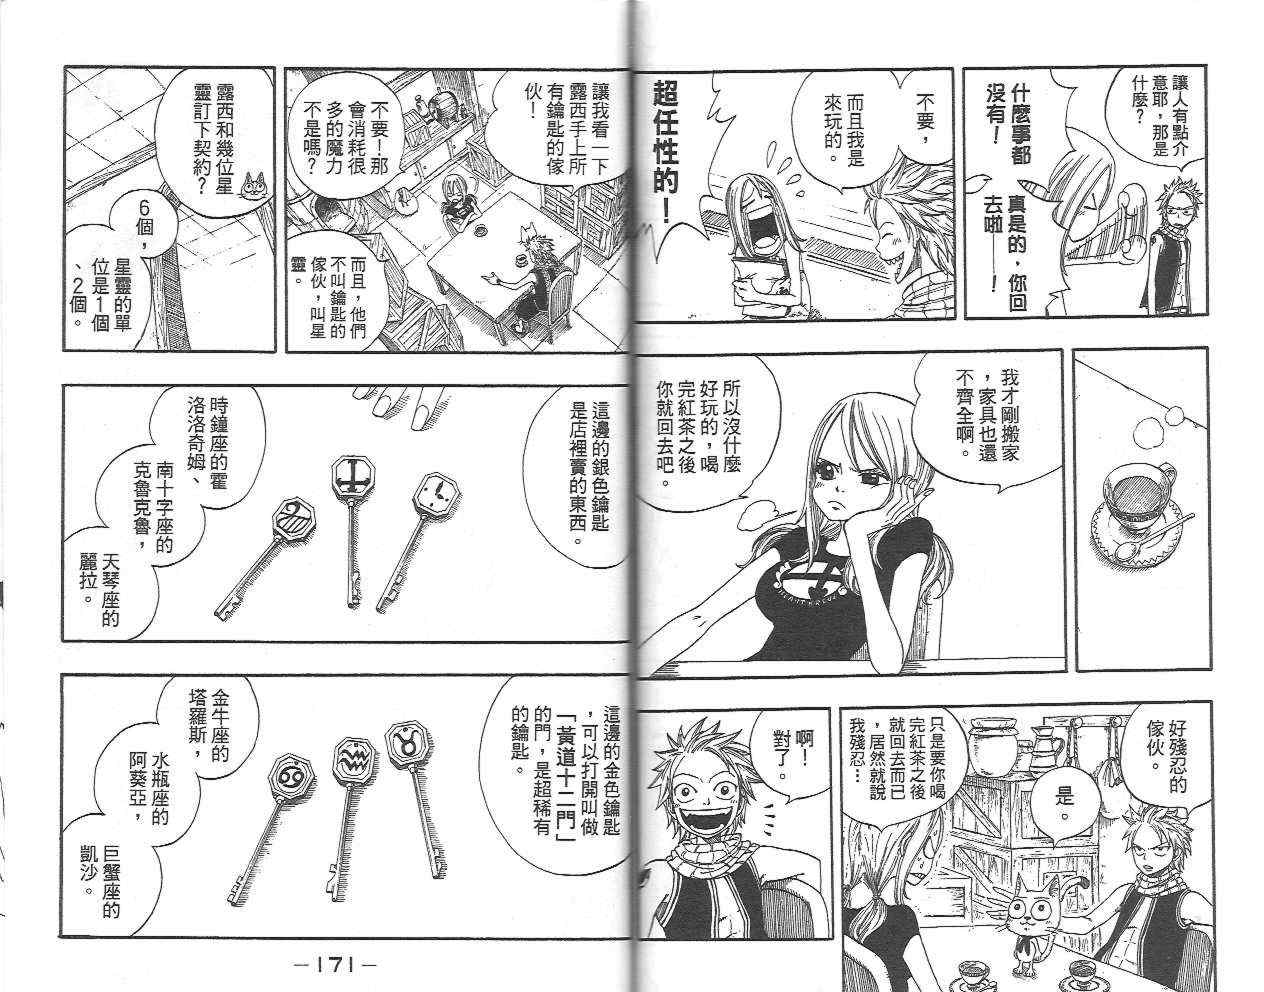 讓人有點介
意耶，那是
什麼？
什麼事都
沒有！
真是的，你回
去啦——！
不要，
而且我是
來玩的。
超任性的！
我才剛搬家
，家具也還
不齊全啊。
所以沒什麼
好玩的，喝
完紅茶之後
你就回去吧。
好殘忍的
傢伙。
是。
只是要你喝
完紅茶之後
就回去而已
，居然就說
我殘忍…
啊！
對了。
讓我看一下
露西手上所
有鑰匙的傢
伙！
不要！那
會消耗很
多的魔力
不是嗎？
而且，他們
不叫鑰匙的
傢伙，叫星
靈。
露西和幾位星
靈訂下契約？
6個，
星靈的單
位是1個
、2個。
這邊的銀色鑰匙
是店裡賣的東西。
時鐘座的霍
洛洛奇姆、
南十字座的
克魯克魯，
天琴座的
麗拉。
這邊的金色鑰匙
，可以打開叫做
「黃道十二門」
的門，是超稀有
的鑰匙。
金牛座的
塔羅斯，
水瓶座的
阿葵亞，
巨蟹座的
凱沙。
—171—